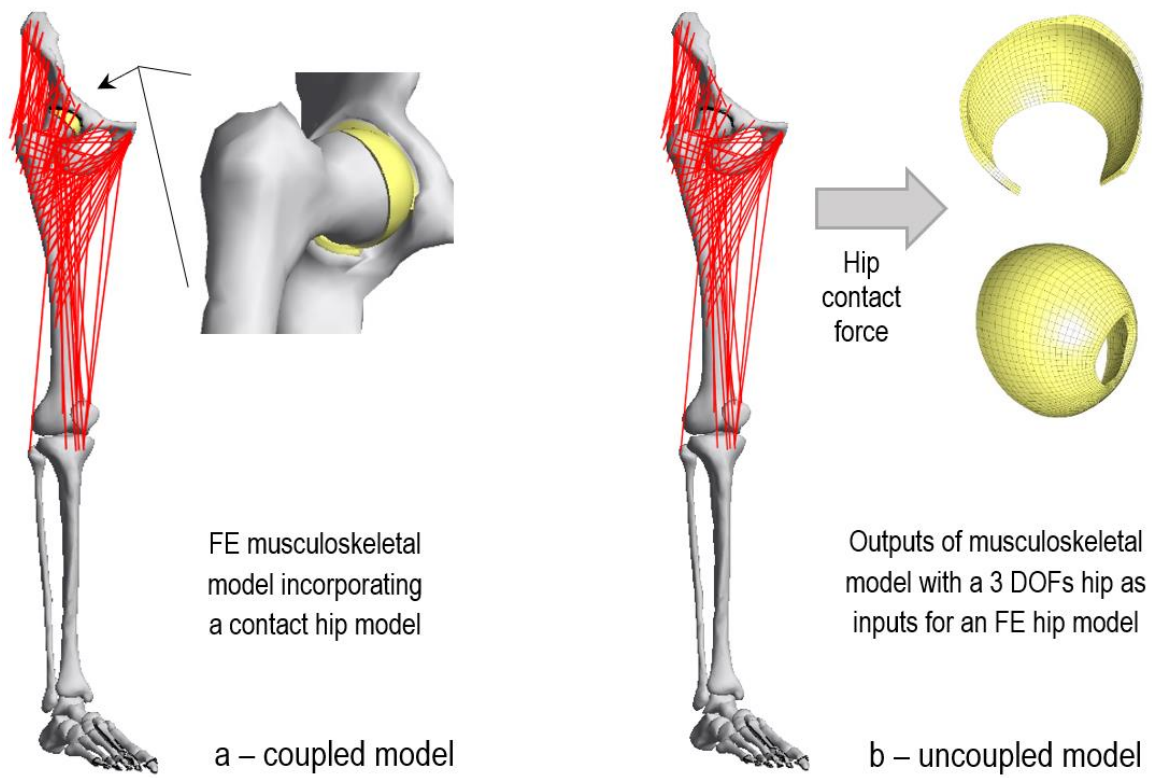 Hip
contact
force
FE musculoskeletal
model incorporating
a contact hip model
Outputs of musculoskeletal
model with a 3 DOFs hip as
inputs for an FE hip model
a – coupled model
b – uncoupled model